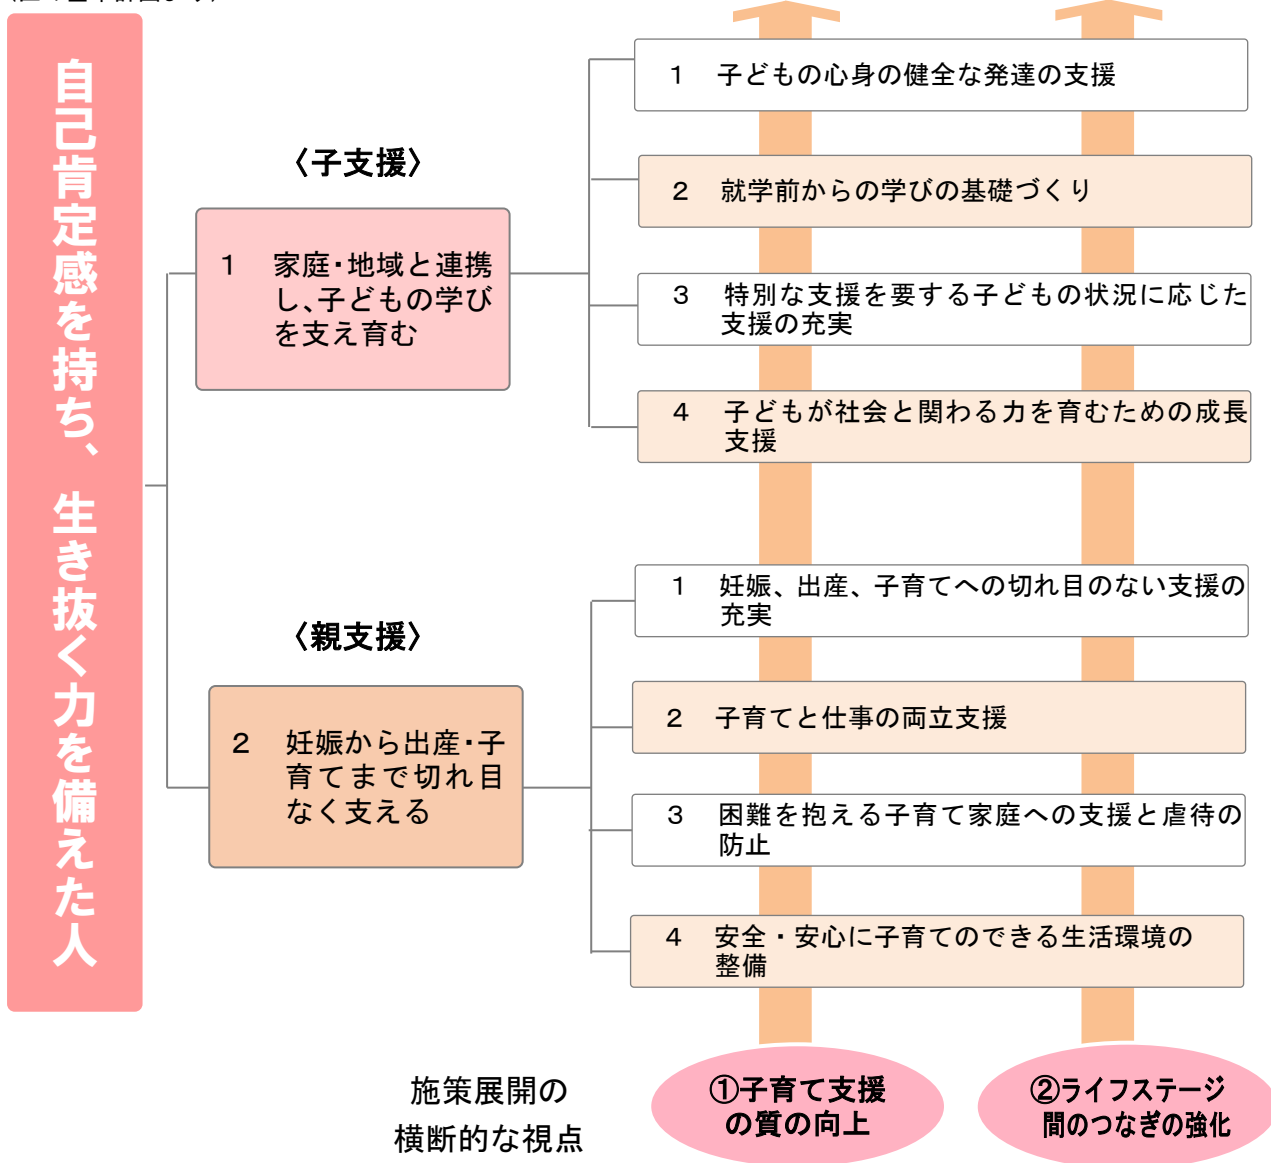 自己肯定感を持ち、生き抜く力を備えた人
〈子支援〉
1 家庭・地域と連携
し、子どもの学び
を支え育む
1 子どもの心身の健全な発達の支援
2 就学前からの学びの基礎づくり
3 特別な支援を要する子どもの状況に応じた
支援の充実
4 子どもが社会と関わる力を育むための成長
支援
〈親支援〉
2 妊娠から出産・子
育てまで切れ目
なく支える
1 妊娠、出産、子育てへの切れ目のない支援の
充実
2 子育てと仕事の両立支援
3 困難を抱える子育て家庭への支援と虐待の
防止
4 安全・安心に子育てのできる生活環境の
整備
施策展開の
横断的な視点
①子育て支援
の質の向上
②ライフステージ
間のつなぎの強化